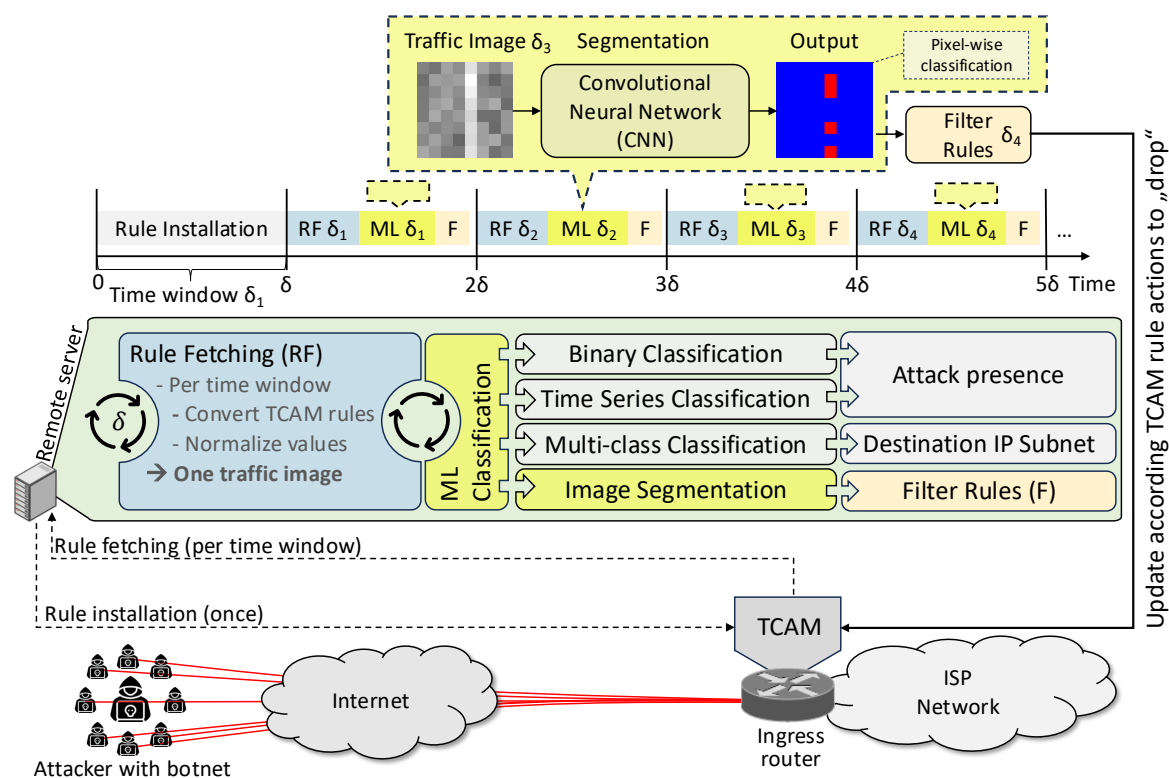 Traffic Image δ3
Segmentation
Output
Pixel-wise
classification
Convolutional
Neural Network
(CNN)
Filter
Rules δ4
Update according TCAM rule actions to „drop“
Rule Installation
RF δ1
ML δ1
F
RF δ2
ML δ2
F
RF δ3
ML δ3
F
RF δ4
ML δ4
F
...
0
δ
2δ
3δ
4δ
5δ
Time
Time window δ1
Remote server
Rule Fetching (RF)
- Per time window
- Convert TCAM rules
- Normalize values
→ One traffic image
δ
ML
Classification
Binary Classification
Time Series Classification
Multi-class Classification
Image Segmentation
Attack presence
Destination IP Subnet
Filter Rules (F)
Rule fetching (per time window)
Rule installation (once)
TCAM
Internet
ISP
Network
Ingress
router
Attacker with botnet